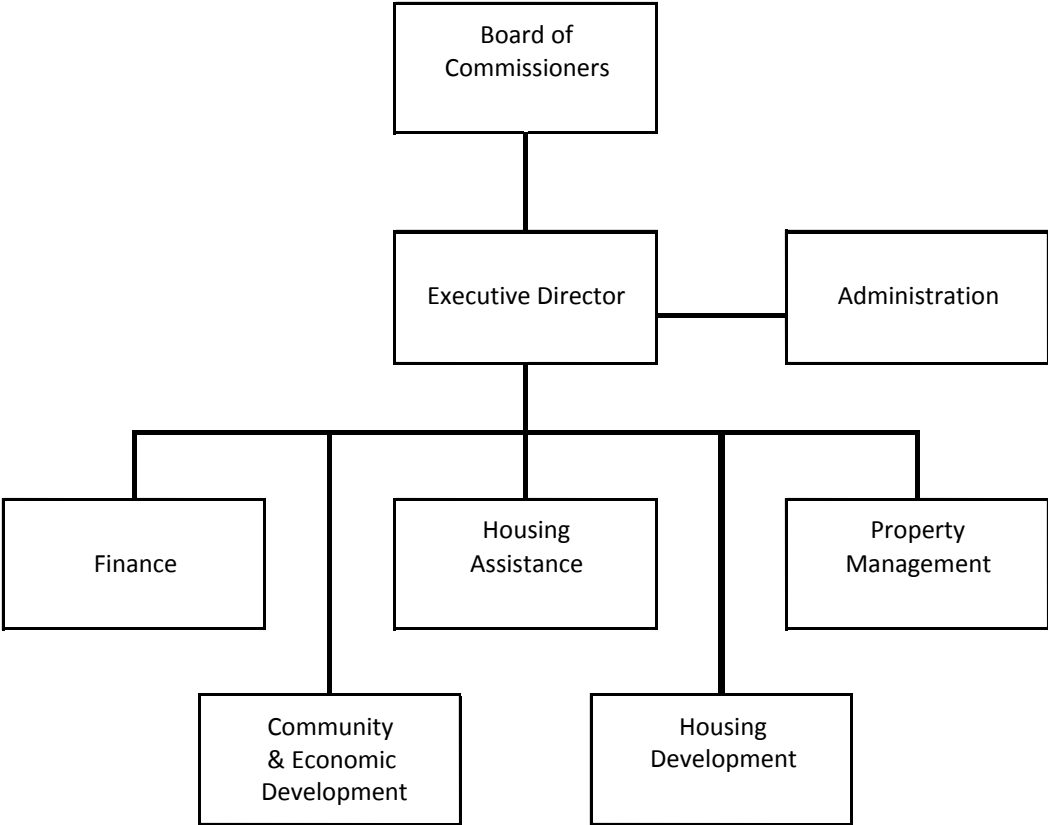 Board of
Commissioners
Executive Director
Administration
Finance
Housing
Assistance
Property
Management
Community
& Economic
Development
Housing
Development